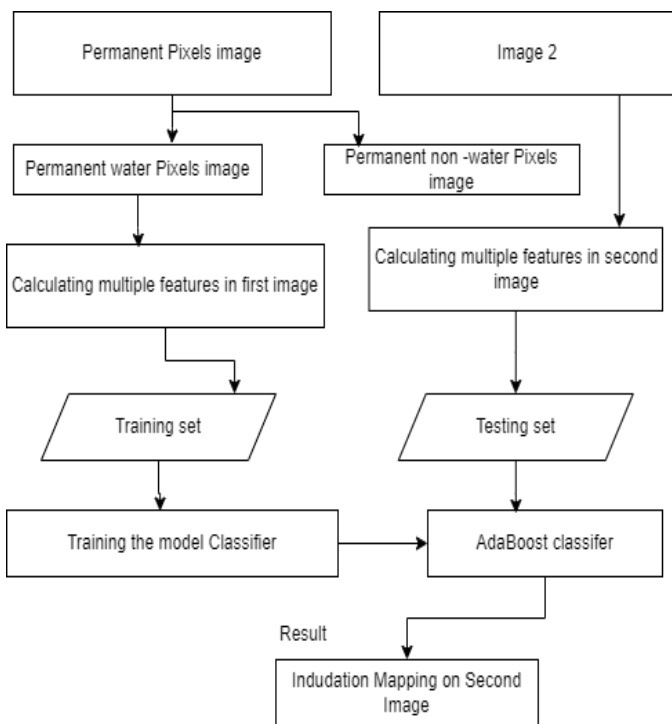 Permanent Pixels image
Image 2
Permanent water Pixels image
Permanent non -water Pixels
image
Calculating multiple features in first image
Calculating multiple features in second
image
Training set
Testing set
Training the model Classifier
AdaBoost classifer
Result
Indudation Mapping on Second
Image